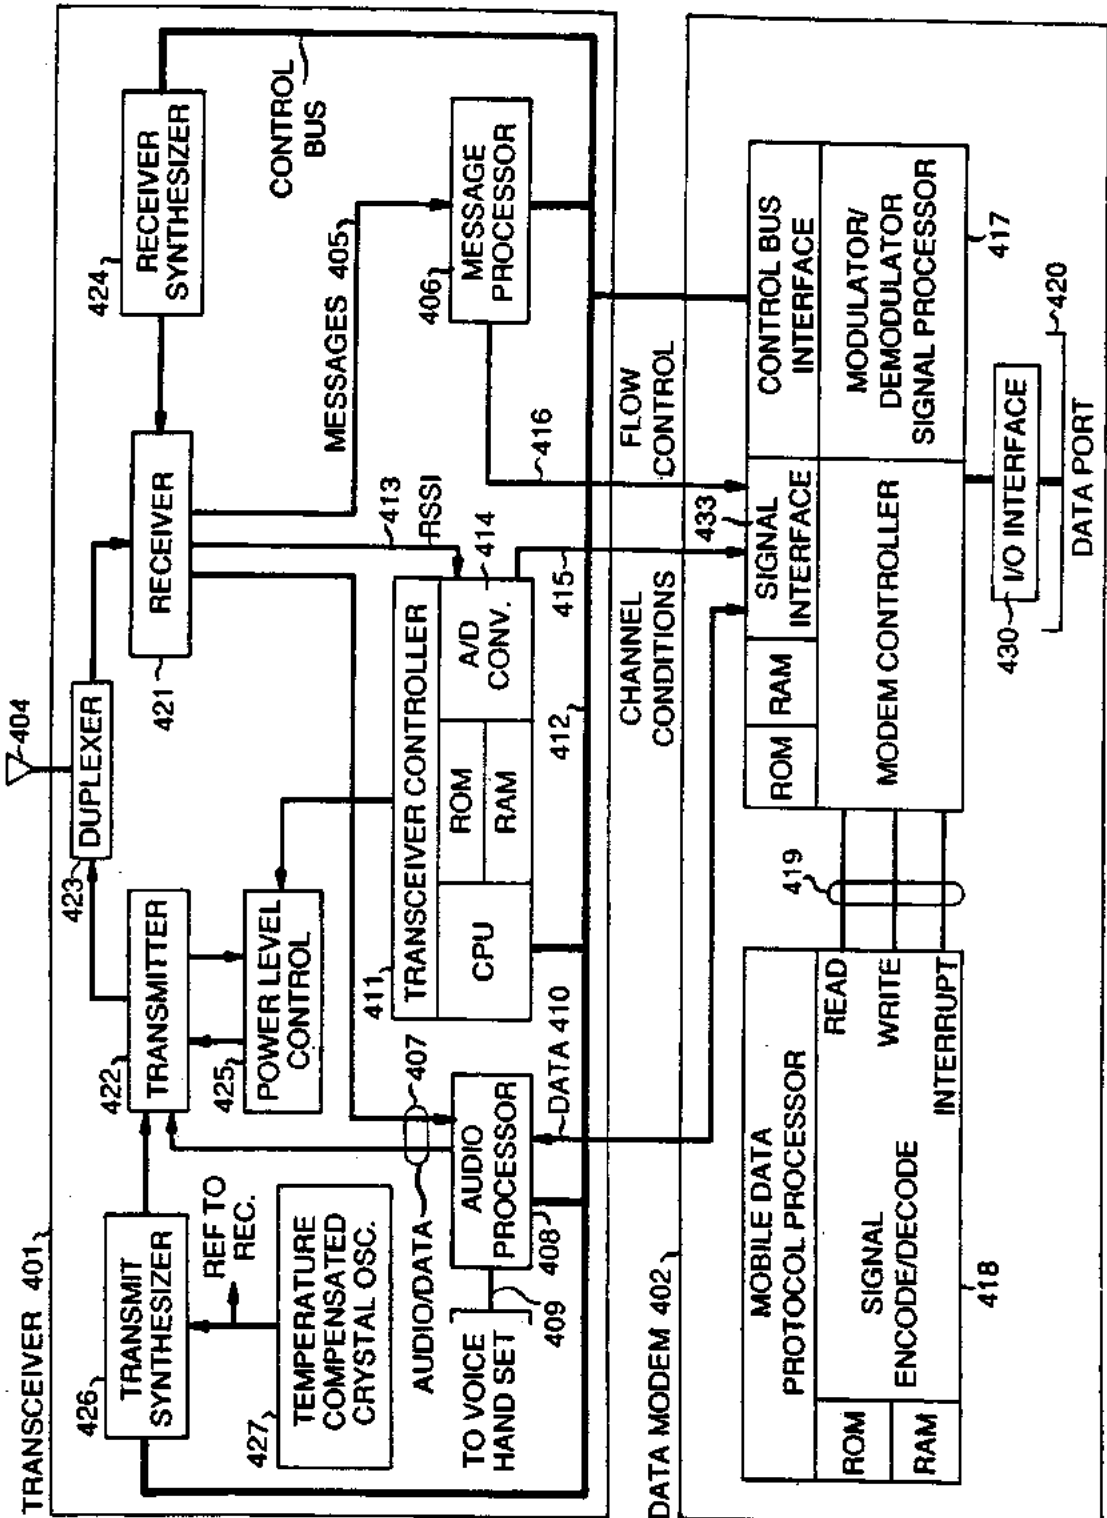 TRANSCEIVER 401
404
DUPLEXER
423
422
TRANSMITTER
421
RECEIVER
424
RECEIVER
SYNTHESIZER
426
TRANSMIT
SYNTHESIZER
REF TO
REC.
425
POWER LEVEL
CONTROL
CONTROL
BUS
427
TEMPERATURE
COMPENSATED
CRYSTAL OSC.
MESSAGES 405
413
RSSI
407
AUDIO/DATA
411
TRANSCEIVER CONTROLLER
CPU
ROM
RAM
A/D
CONV.
414
406
MESSAGE
PROCESSOR
TO VOICE
HAND SET
409
AUDIO
PROCESSOR
408
DATA 410
412
415
416
DATA MODEM 402
CHANNEL
CONDITIONS
FLOW
CONTROL
433
MOBILE DATA
PROTOCOL PROCESSOR
ROM
RAM
SIGNAL
ENCODE/DECODE
READ
WRITE
INTERRUPT
418
419
ROM
RAM
SIGNAL
INTERFACE
CONTROL BUS
INTERFACE
MODEM CONTROLLER
MODULATOR/
DEMODULATOR
SIGNAL PROCESSOR
417
430
I/O INTERFACE
420
DATA PORT